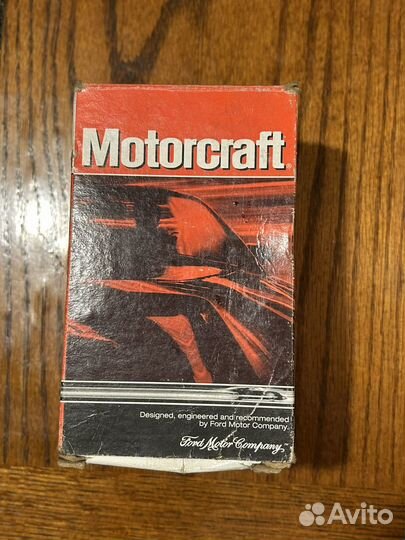 Motorcraft®
Designed, engineered and recommended
by Ford Motor Company.
Ford Motor Company
Avito